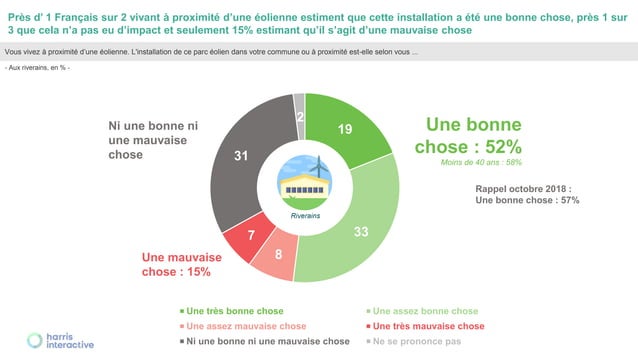 Près d’ 1 Français sur 2 vivant à proximité d’une éolienne estiment que cette installation a été une bonne chose, près 1 sur
3 que cela n’a pas eu d’impact et seulement 15% estimant qu’il s’agit d’une mauvaise chose
Vous vivez à proximité d’une éolienne. L’installation de ce parc éolien dans votre commune ou à proximité est-elle selon vous ...
- Aux riverains, en % -
Ni une bonne ni
une mauvaise
chose
2
19
31
Une bonne
chose : 52%
Moins de 40 ans : 58%
Rappel octobre 2018 :
Une bonne chose : 57%
Riverains
33
7
8
Une mauvaise
chose : 15%
Une très bonne chose
Une assez bonne chose
Une assez mauvaise chose
Une très mauvaise chose
Ni une bonne ni une mauvaise chose
Ne se prononce pas
harris
interactive